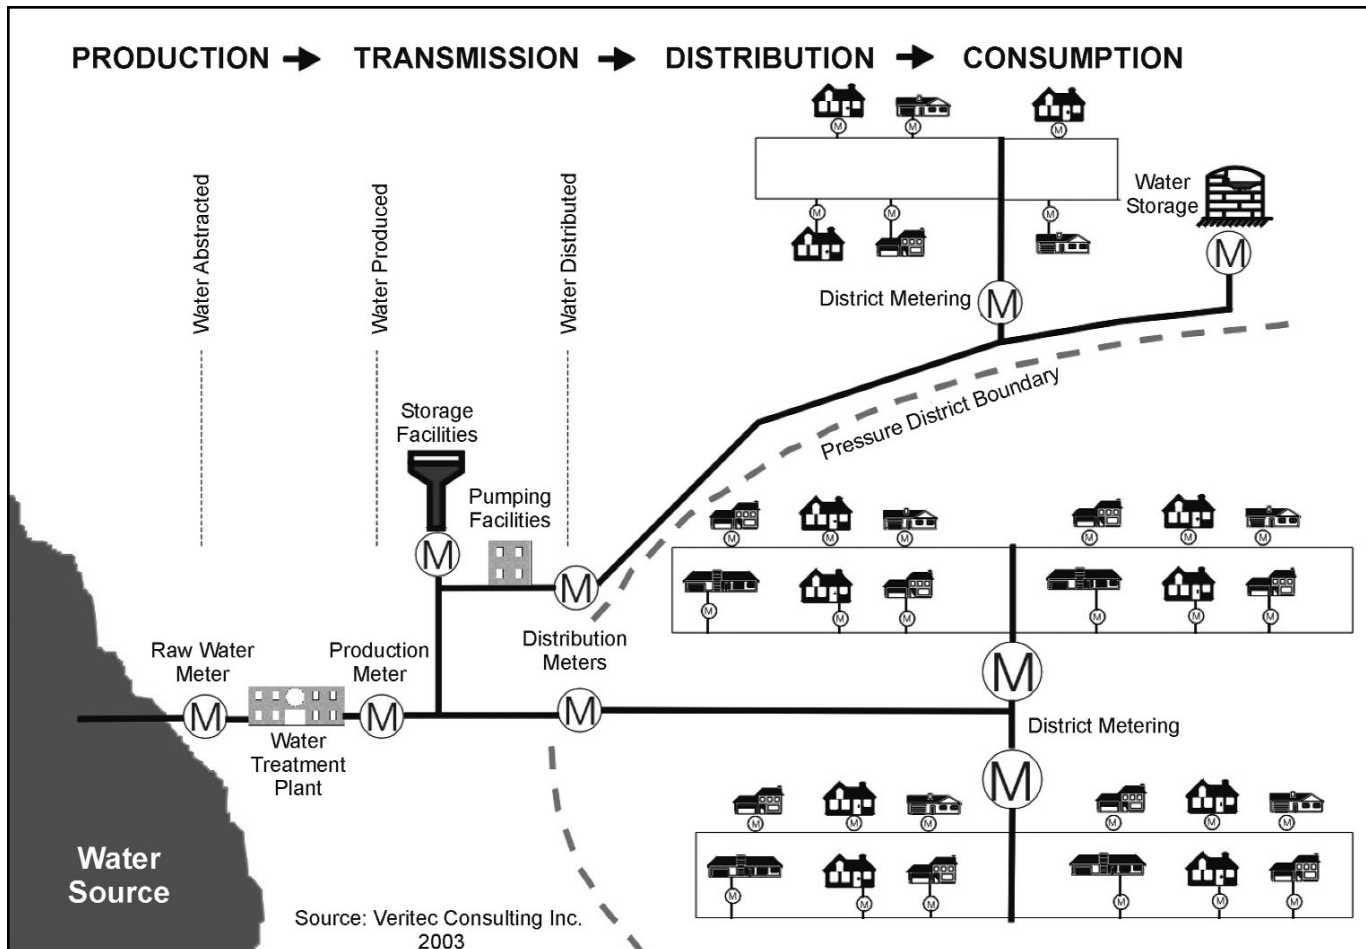 PRODUCTION → TRANSMISSION → DISTRIBUTION → CONSUMPTION
Water Abstracted
Water Produced
Water Distributed
M
M
M
M
M
M
Water
Storage
M
District Metering
M
Pressure District Boundary
Storage
Facilities
M
Pumping
Facilities
M
M
M
M
M
M
M
M
M
M
M
M
M
M
Distribution
Meters
Raw Water
Meter
Production
Meter
M
M
M
M
Water
Treatment
Plant
District Metering
M
M
M
M
M
M
M
M
M
M
M
M
M
M
Water
Source
Source: Veritec Consulting Inc.
2003